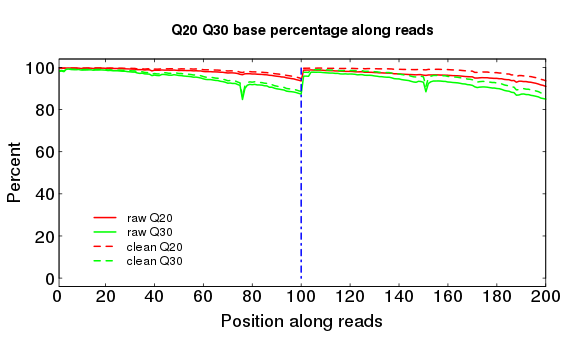 Q20 Q30 base percentage along reads
Percent
100
80
60
40
20
0
raw Q20
raw Q30
clean Q20
clean Q30
1 20 40 60 80 100 120 140 160 180 200
Position along reads